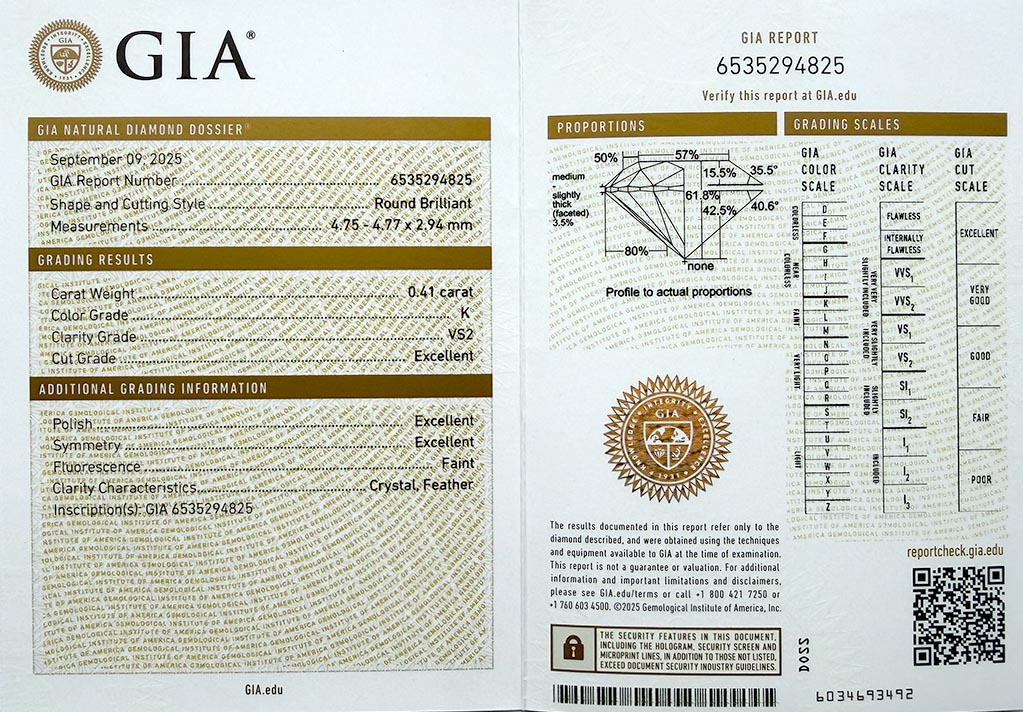 GIA®
GIA NATURAL DIAMOND DOSSIER®
September 09, 2025
GIA Report Number 6535294825
Shape and Cutting Style Round Brilliant
Measurements 4.75 - 4.77 x 2.94 mm
GRADING RESULTS
Carat Weight 0.41 carat
Color Grade K
Clarity Grade VS2
Cut Grade Excellent
ADDITIONAL GRADING INFORMATION
Polish Excellent
Symmetry Excellent
Fluorescence Faint
Clarity Characteristics Crystal, Feather
Inscription(s): GIA 6535294825
GIA.edu
GIA REPORT
6535294825
Verify this report at GIA.edu
PROPORTIONS
50%
57%
15.5%
35.5°
medium
-
slightly
thick
(faceted)
3.5%
61.8%
42.5%
40.6°
80%
none
Profile to actual proportions
GIA
The results documented in this report refer only to the
diamond described, and were obtained using the techniques
and equipment available to GIA at the time of examination.
This report is not a guarantee or valuation. For additional
information and important limitations and disclaimers,
please see GIA.edu/terms or call +1 800 421 7250 or
+1 760 603 4500. ©2025 Gemological Institute of America, Inc.
THE SECURITY FEATURES IN THIS DOCUMENT,
INCLUDING THE HOLOGRAM, SECURITY SCREEN AND
MICROPRINT LINES, IN ADDITION TO THOSE NOT LISTED,
EXCEED DOCUMENT SECURITY INDUSTRY GUIDELINES.
GRADING SCALES
GIA
COLOR
SCALE
COLORLESS
D
E
F
NEAR
COLORLESS
G
H
I
J
FAINT
K
L
M
VERY LIGHT
N
O
P
Q
R
LIGHT
S
T
U
V
W
X
Y
Z
GIA
CLARITY
SCALE
FLAWLESS
INTERNALLY
FLAWLESS
VERY VERY
SLIGHTLY INCLUDED
VVS1
VVS2
VERY SLIGHTLY
INCLUDED
VS1
VS2
SLIGHTLY
INCLUDED
SI1
SI2
INCLUDED
I1
I2
I3
GIA
CUT
SCALE
EXCELLENT
VERY
GOOD
GOOD
FAIR
POOR
reportcheck.gia.edu
6034693492